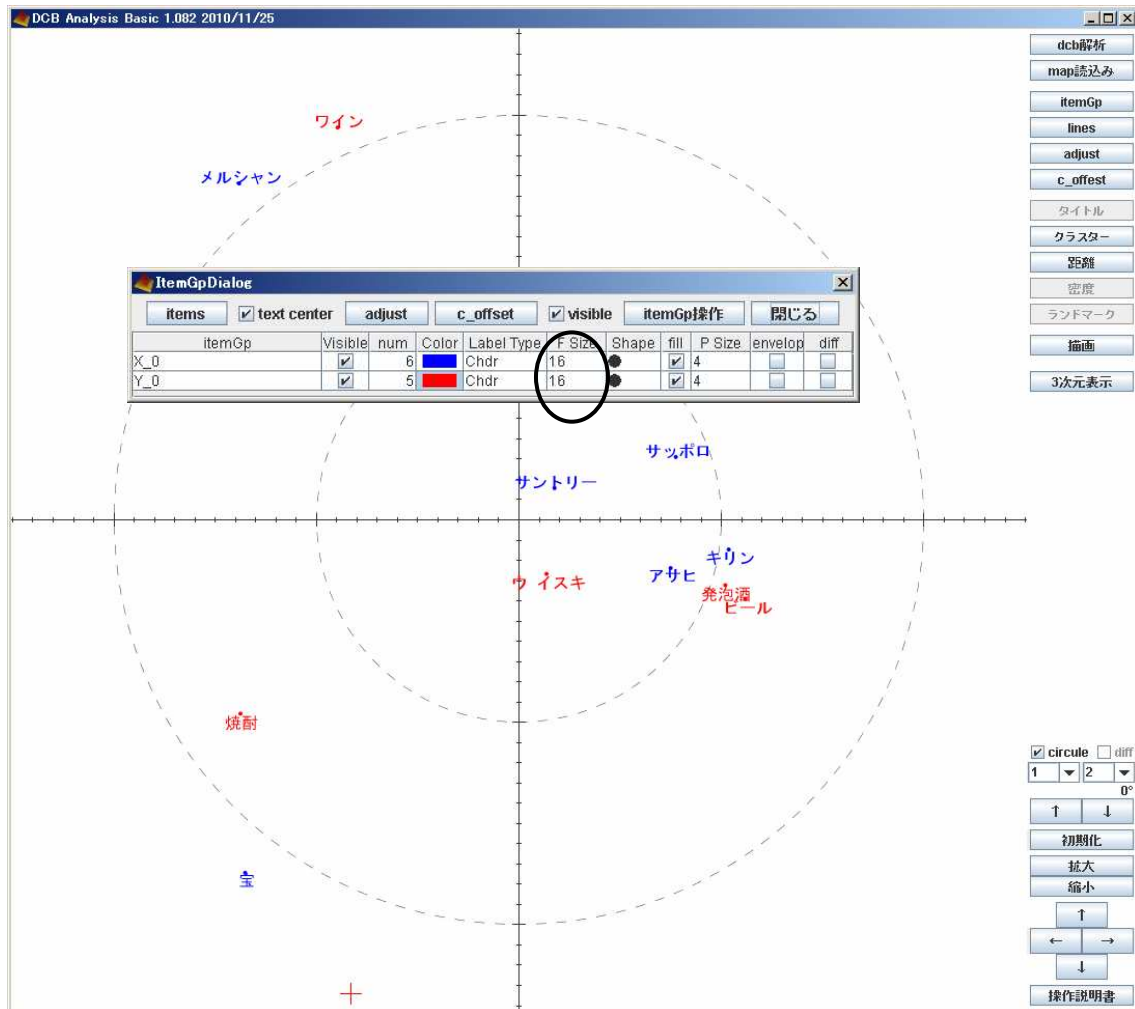 DCB Analysis Basic 1.082 2010/11/25
dcb解析
map読込み
itemGp
lines
adjust
c_offest
タイトル
クラスター
距離
密度
ランドマーク
描画
3次元表示
ワイン
メルシャン
ItemGpDialog
items text center adjust c_offset visible itemGp操作 閉じる
itemGp Visible num Color Label Type F Size Shape fill P Size envelop diff
X_0 6 Chdr 16 4
Y_0 5 Chdr 16 4
サッポロ
サントリー
キリン
アサヒ
ウイスキ
発泡酒
ビール
焼酎
宝
circule diff
1 2
0°
↑ ↓
初期化
拡大
縮小
↑
← →
↓
操作説明書